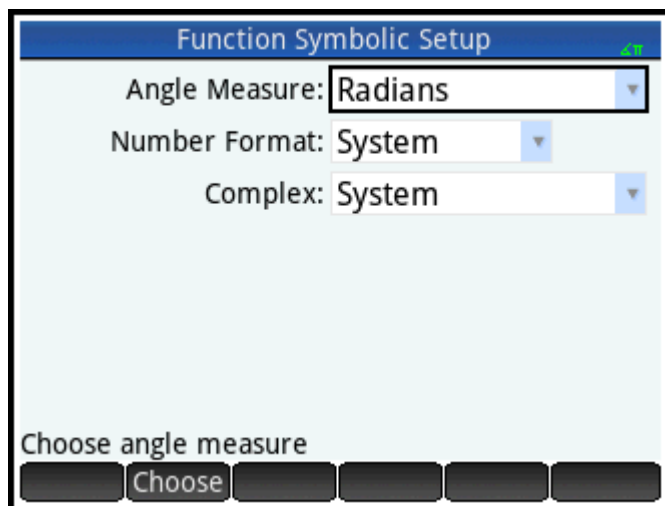 Function Symbolic Setup ∡π
Angle Measure: Radians
Number Format: System
Complex: System
Choose angle measure
Choose